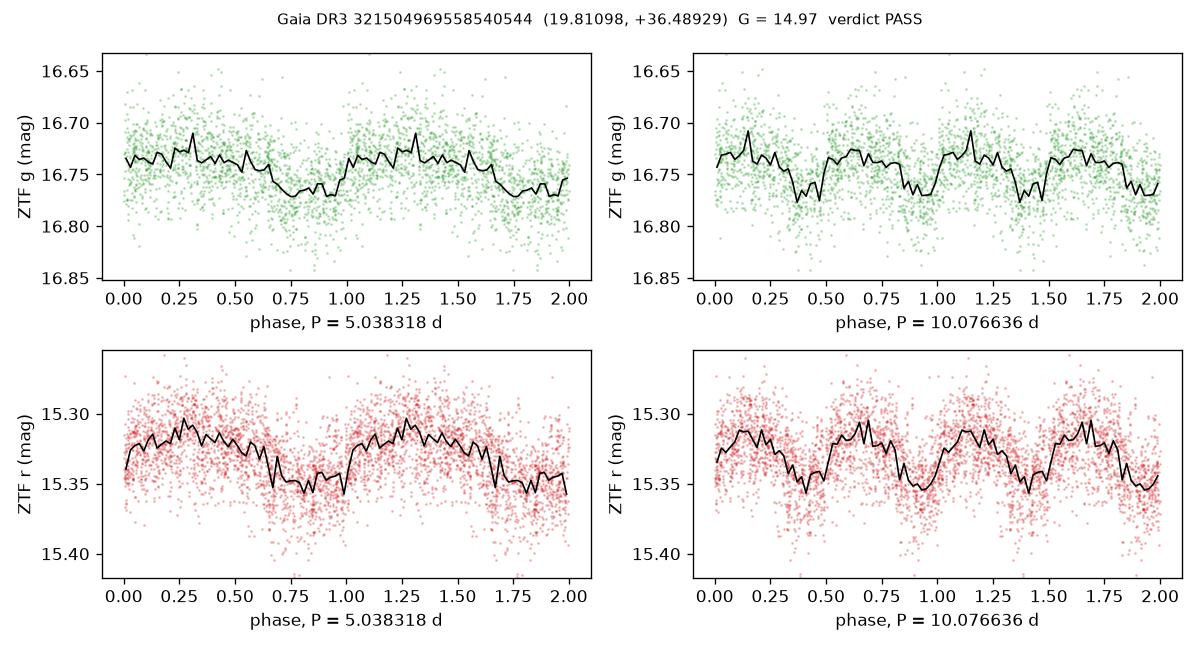 Gaia DR3 321504969558540544  (19.81098, +36.48929)  G = 14.97  verdict PASS
ZTF g (mag)
16.65
16.70
16.75
16.80
16.85
0.00 0.25 0.50 0.75 1.00 1.25 1.50 1.75 2.00
phase, P = 5.038318 d
ZTF g (mag)
16.65
16.70
16.75
16.80
16.85
0.00 0.25 0.50 0.75 1.00 1.25 1.50 1.75 2.00
phase, P = 10.076636 d
ZTF r (mag)
15.30
15.35
15.40
0.00 0.25 0.50 0.75 1.00 1.25 1.50 1.75 2.00
phase, P = 5.038318 d
ZTF r (mag)
15.30
15.35
15.40
0.00 0.25 0.50 0.75 1.00 1.25 1.50 1.75 2.00
phase, P = 10.076636 d